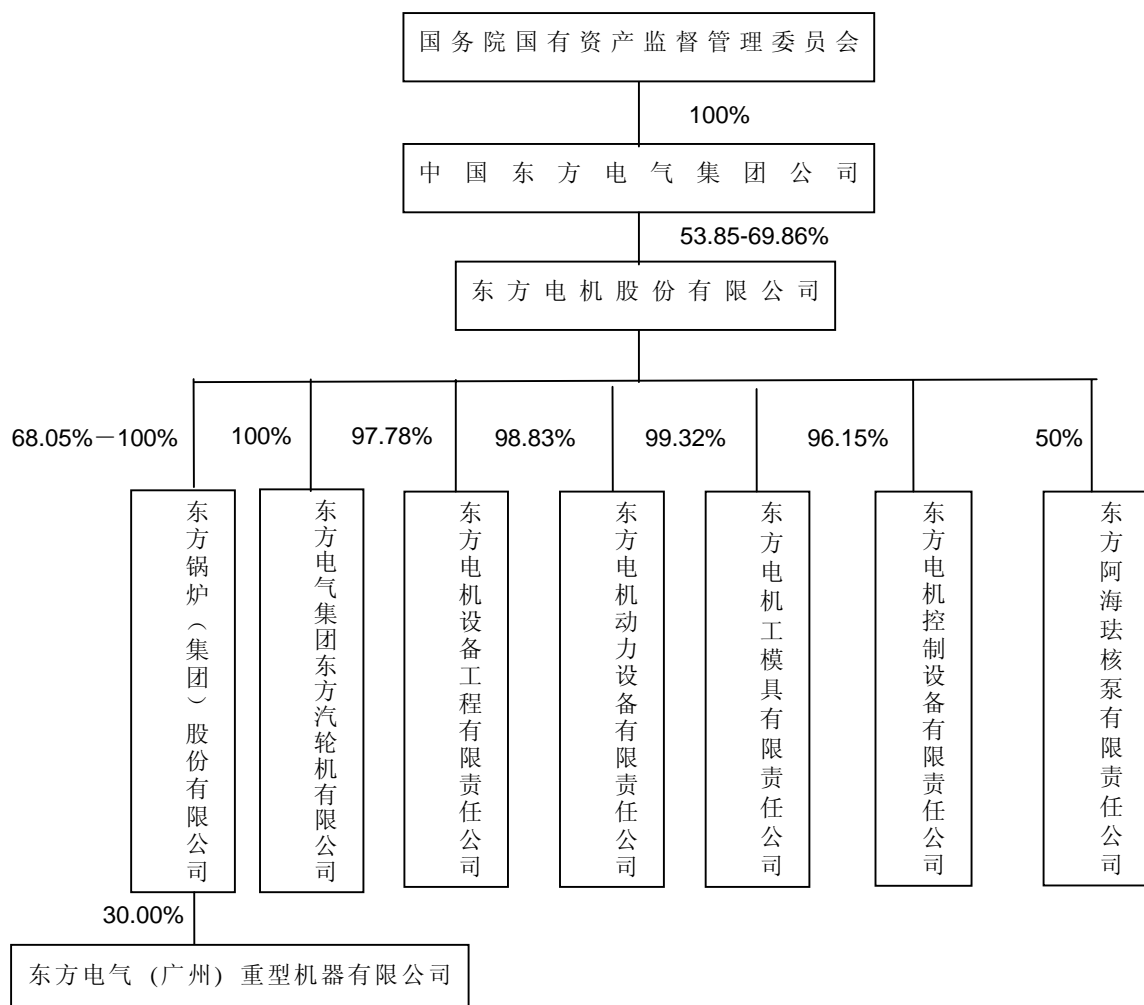 国务院国有资产监督管理委员会
100%
中国东方电气集团公司
53.85-69.86%
东方电机股份有限公司
68.05%－100%
100%
97.78%
98.83%
99.32%
96.15%
50%
东方锅炉（集团）股份有限公司
东方电气集团东方汽轮机有限公司
东方电机设备工程有限责任公司
东方电机动力设备有限责任公司
东方电机工模具有限责任公司
东方电机控制设备有限责任公司
东方阿海珐核泵有限责任公司
30.00%
东方电气 (广州) 重型机器有限公司